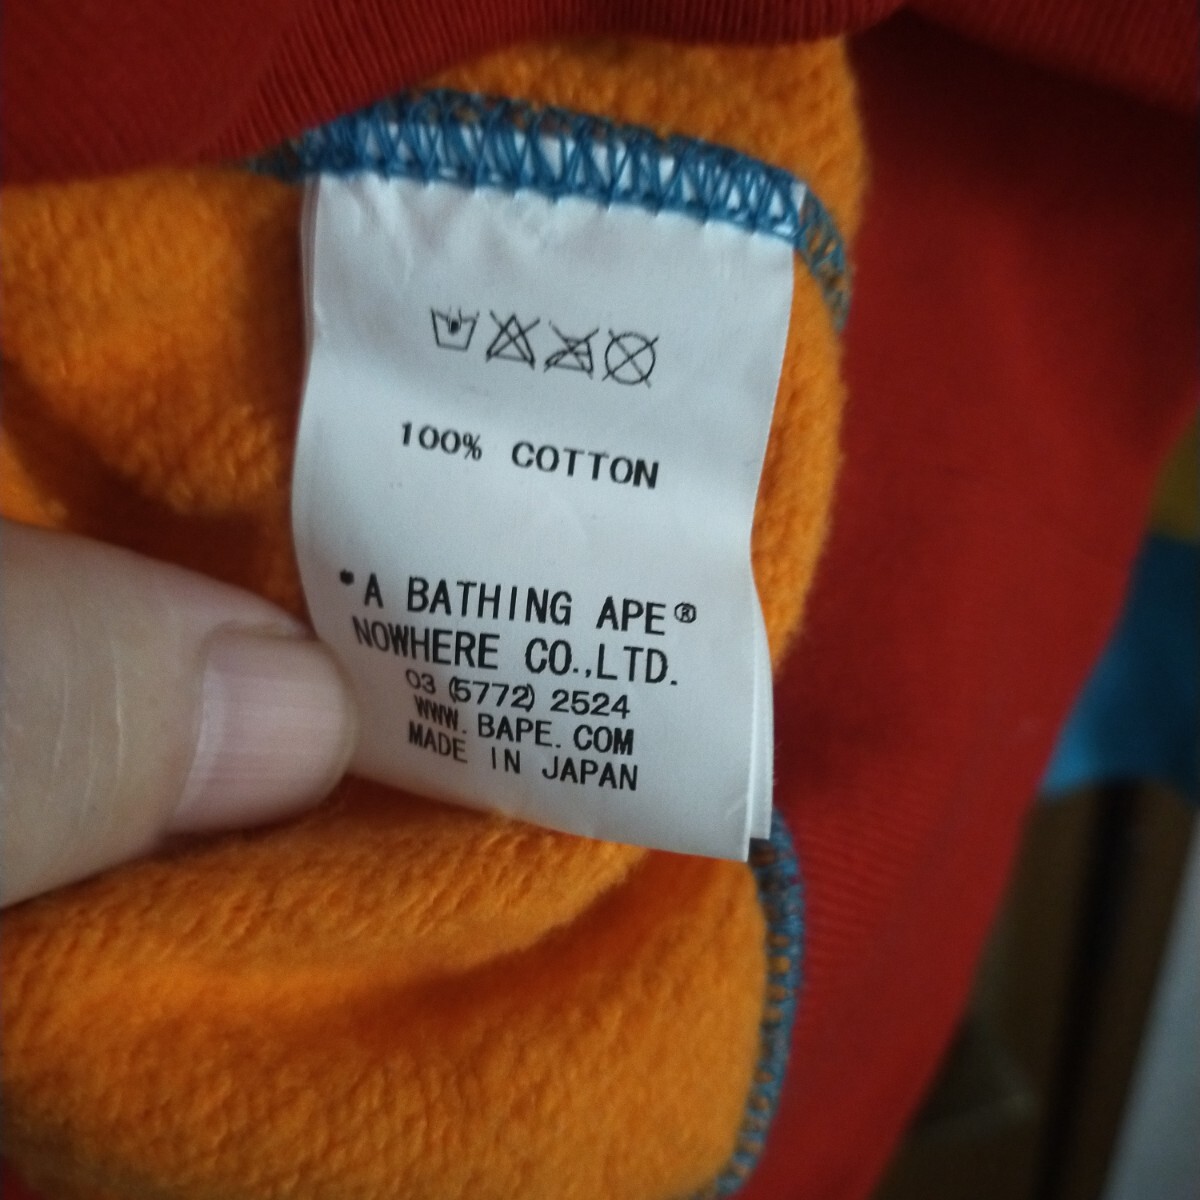 100% COTTON
"A BATHING APE®
NOWHERE CO.,LTD.
03 (5772) 2524
WWW. BAPE. COM
MADE IN JAPAN